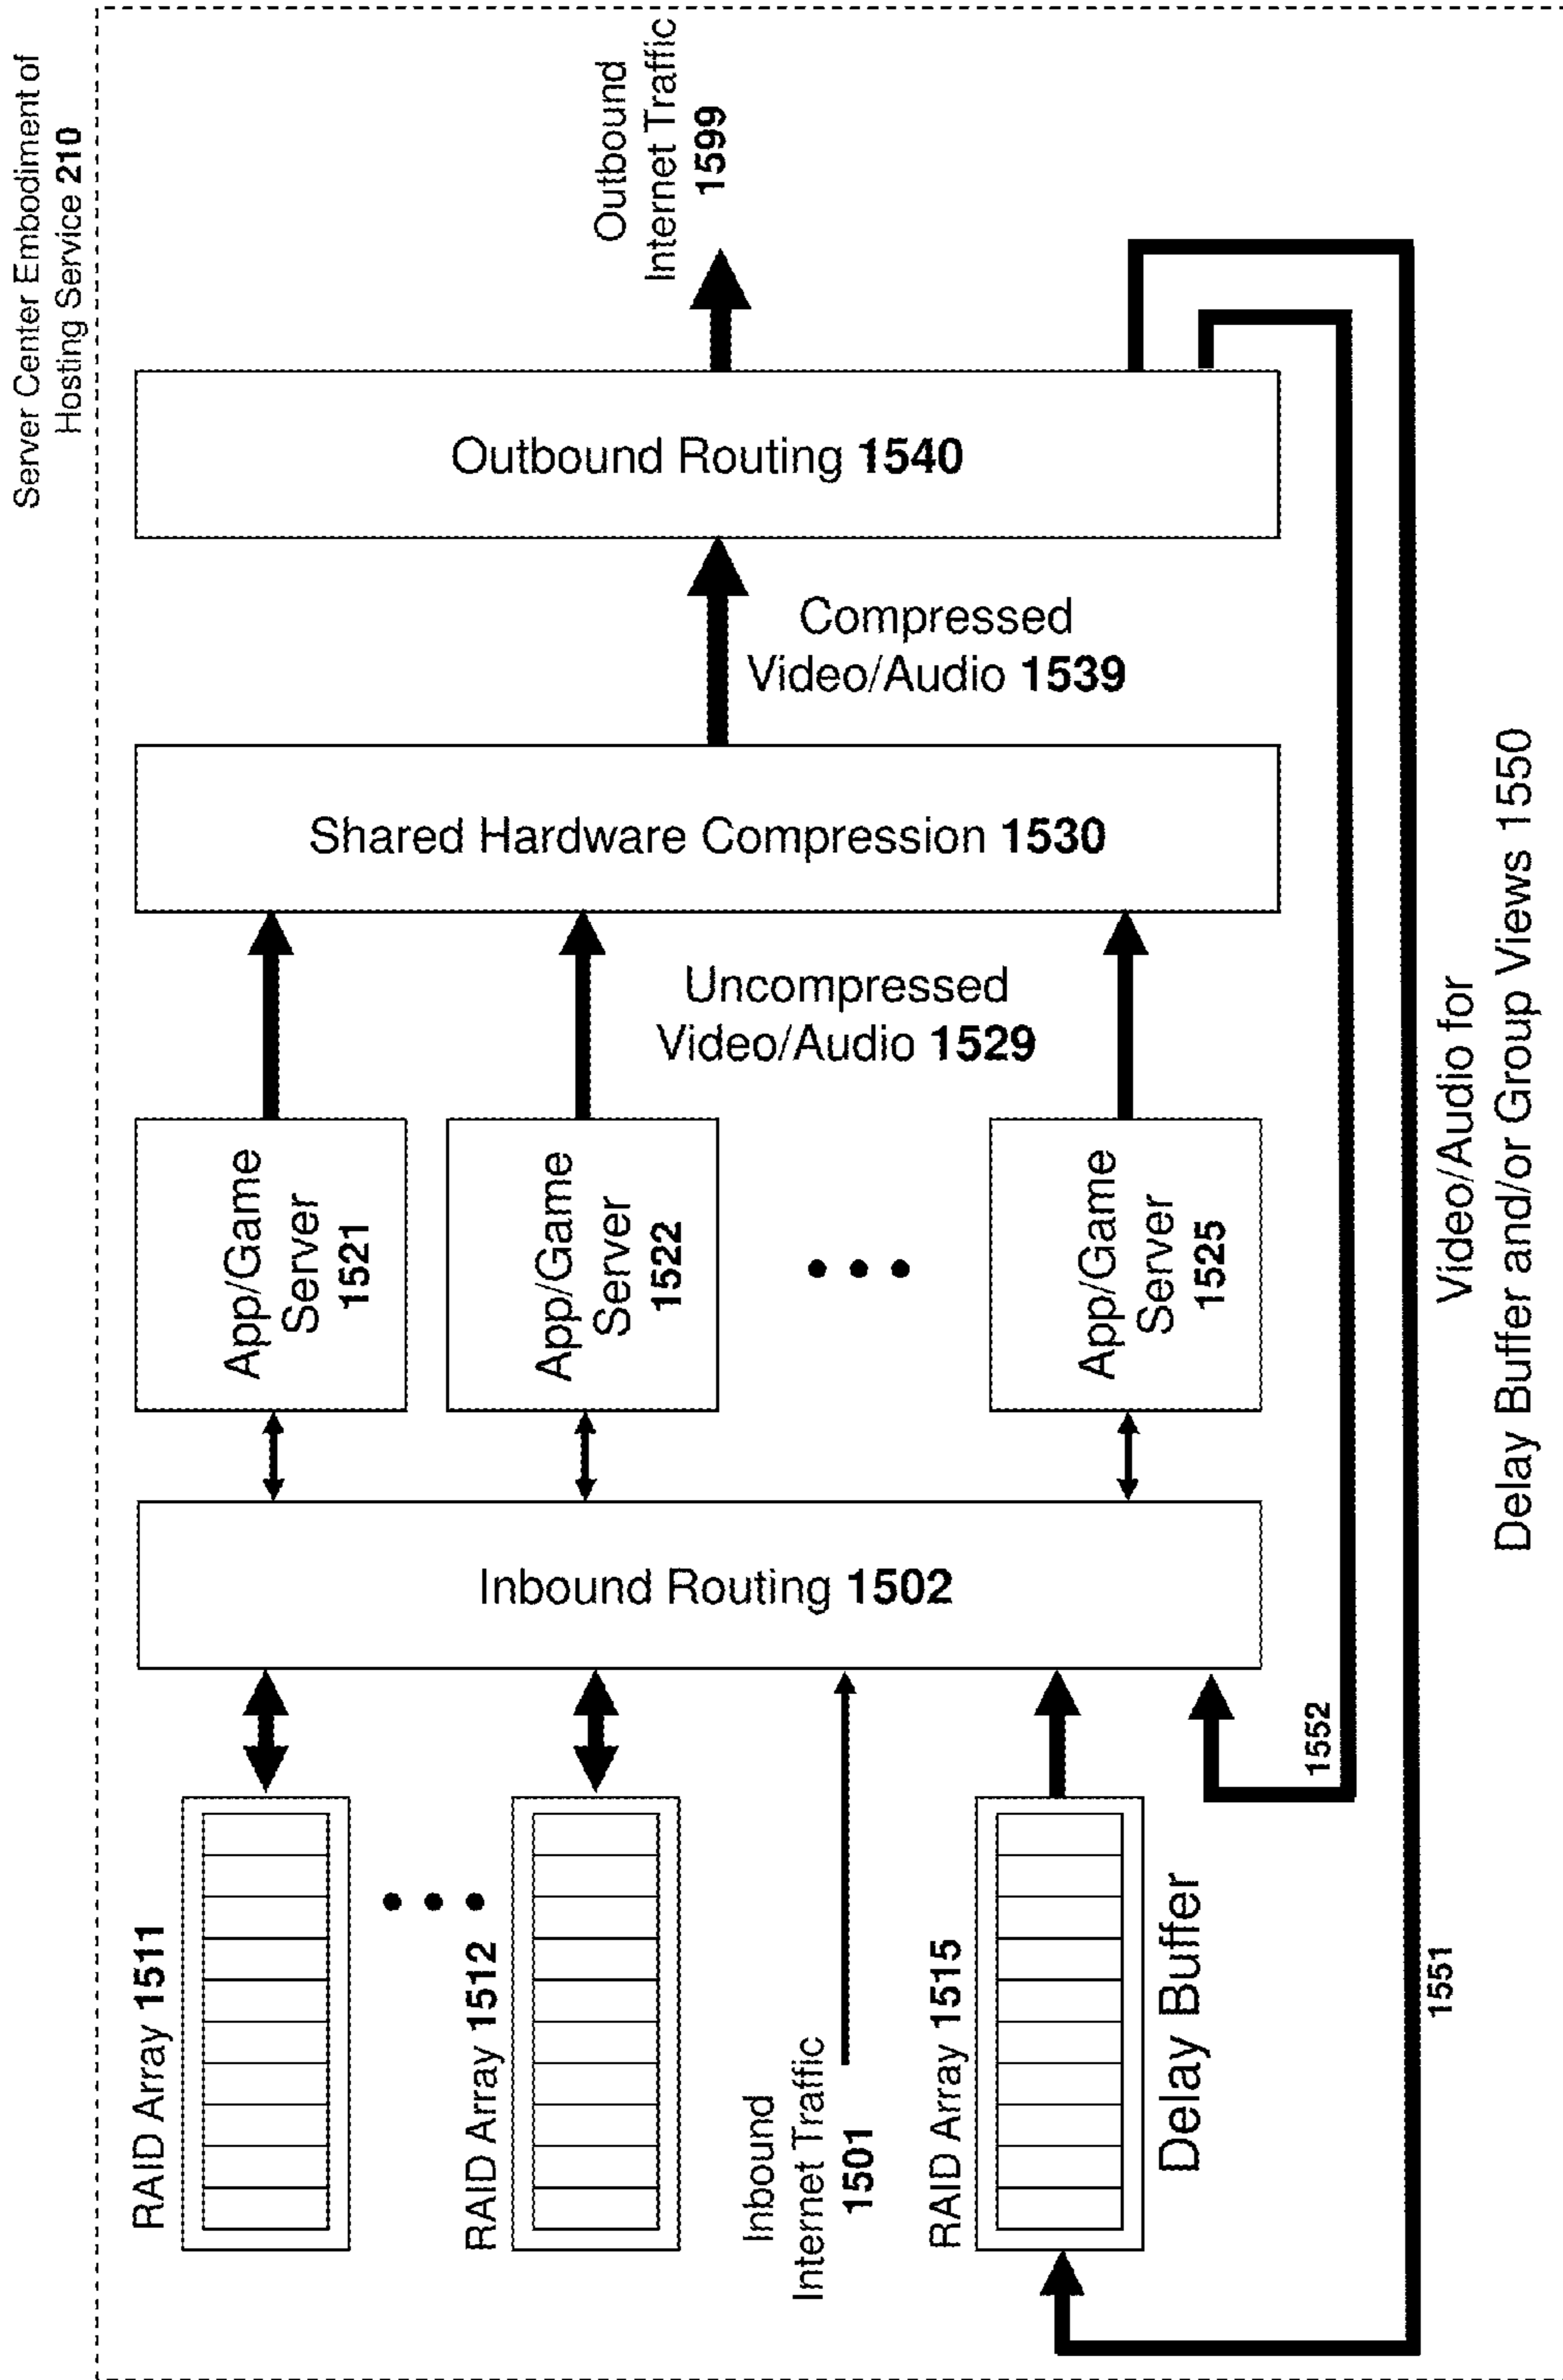 Server Center Embodiment of
Hosting Service 210
RAID Array 1511
RAID Array 1512
Inbound
Internet Traffic
1501
RAID Array 1515
Delay Buffer
Inbound Routing 1502
App/Game
Server
1521
App/Game
Server
1522
App/Game
Server
1525
Uncompressed
Video/Audio 1529
Shared Hardware Compression 1530
Compressed
Video/Audio 1539
Outbound Routing 1540
Outbound
Internet Traffic
1599
1552
1551
Video/Audio for
Delay Buffer and/or Group Views 1550